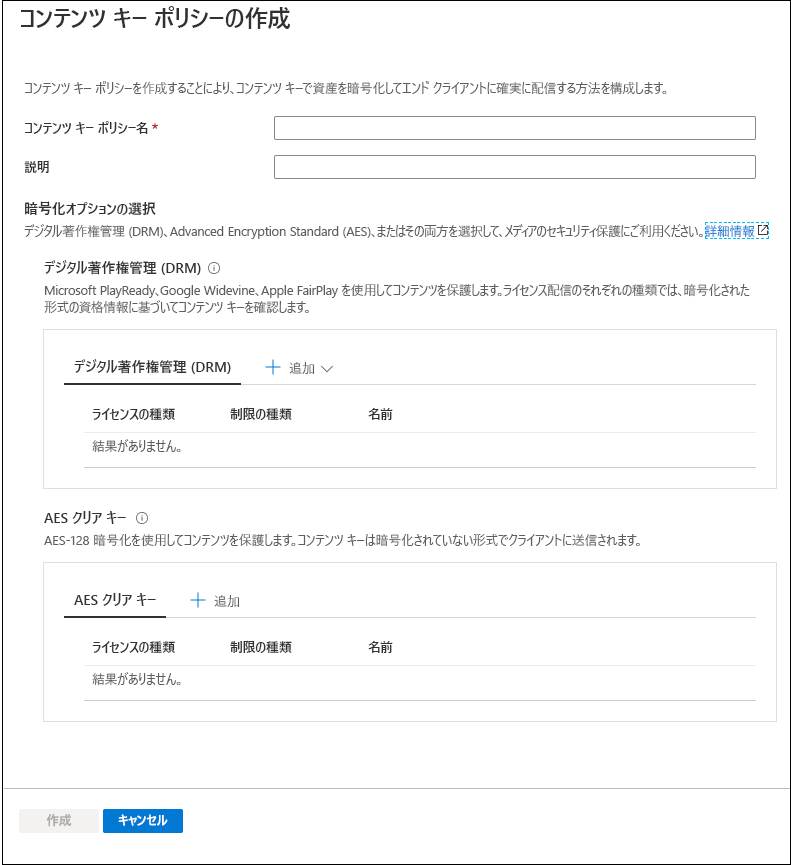 コンテンツ キー ポリシーの作成
コンテンツ キー ポリシーを作成することにより、コンテンツ キーで資産を暗号化してエンド クライアントに確実に配信する方法を構成します。
コンテンツ キー ポリシー名 *
説明
暗号化オプションの選択
デジタル著作権管理 (DRM)、Advanced Encryption Standard (AES)、またはその両方を選択して、メディアのセキュリティ保護にご利用ください。詳細情報
デジタル著作権管理 (DRM)
Microsoft PlayReady、Google Widevine、Apple FairPlay を使用してコンテンツを保護します。ライセンス配信のそれぞれの種類では、暗号化された
形式の資格情報に基づいてコンテンツ キーを確認します。
デジタル著作権管理 (DRM) 追加
ライセンスの種類 制限の種類 名前
結果がありません。
AES クリア キー
AES-128 暗号化を使用してコンテンツを保護します。コンテンツ キーは暗号化されていない形式でクライアントに送信されます。
AES クリア キー 追加
ライセンスの種類 制限の種類 名前
結果がありません。
作成 キャンセル